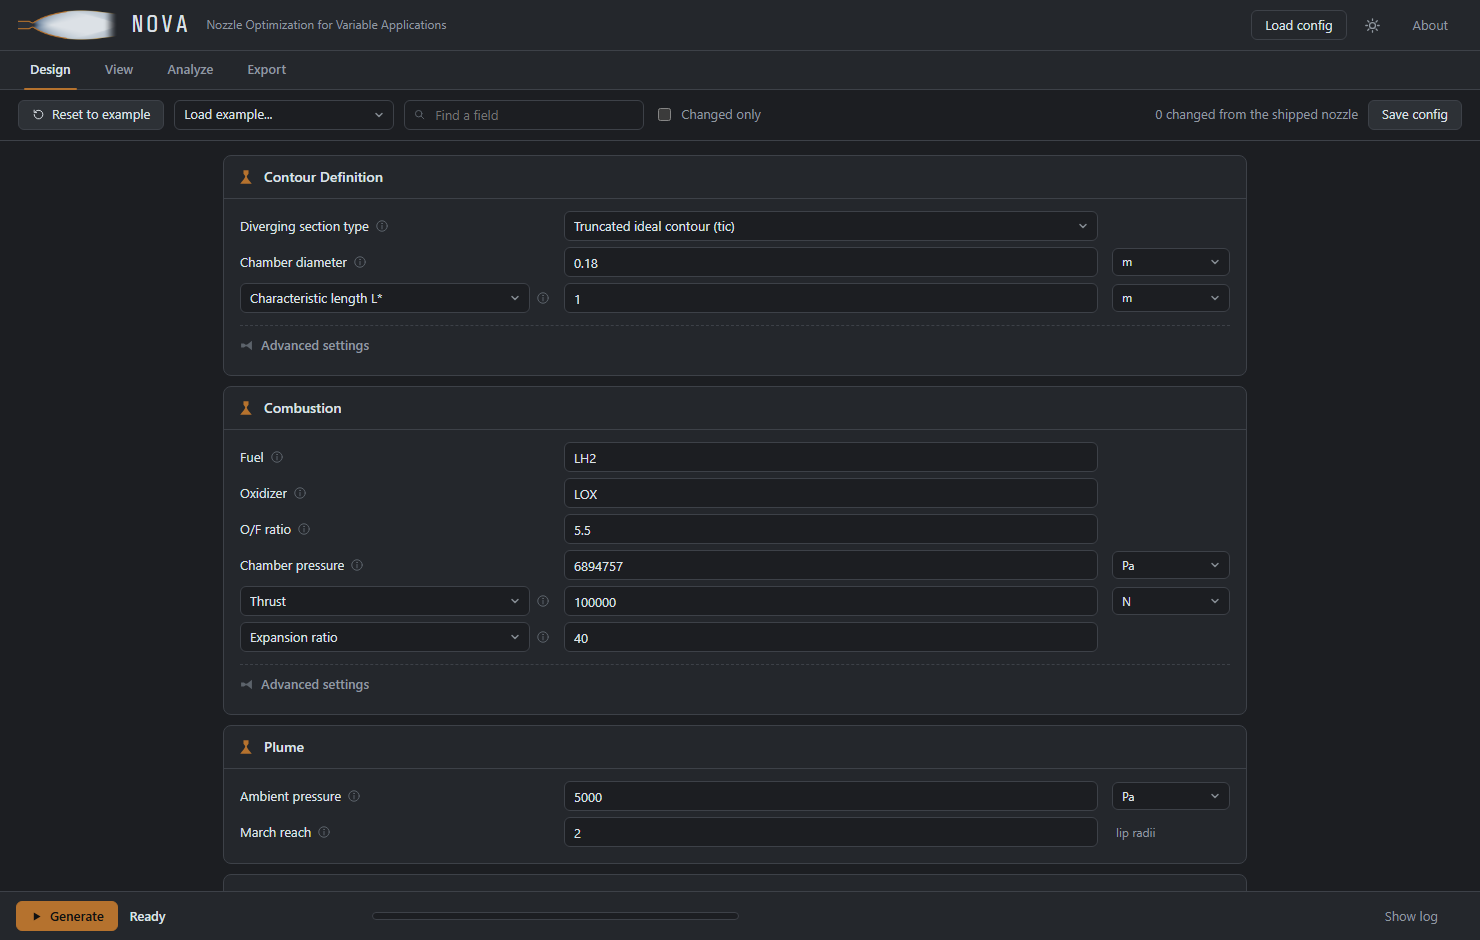 NOVA Nozzle Optimization for Variable Applications Load config About
Design View Analyze Export
Reset to example Load example... Find a field Changed only 0 changed from the shipped nozzle Save config
Contour Definition
Diverging section type Truncated ideal contour (tic)
Chamber diameter 0.18 m
Characteristic length L* 1 m
Advanced settings
Combustion
Fuel LH2
Oxidizer LOX
O/F ratio 5.5
Chamber pressure 6894757 Pa
Thrust 100000 N
Expansion ratio 40
Advanced settings
Plume
Ambient pressure 5000 Pa
March reach 2 lip radii
Generate Ready Show log